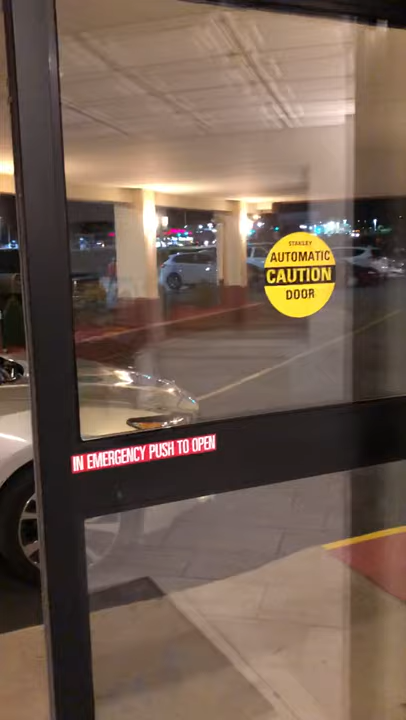 STANLEY
AUTOMATIC
CAUTION
DOOR
IN EMERGENCY PUSH TO OPEN